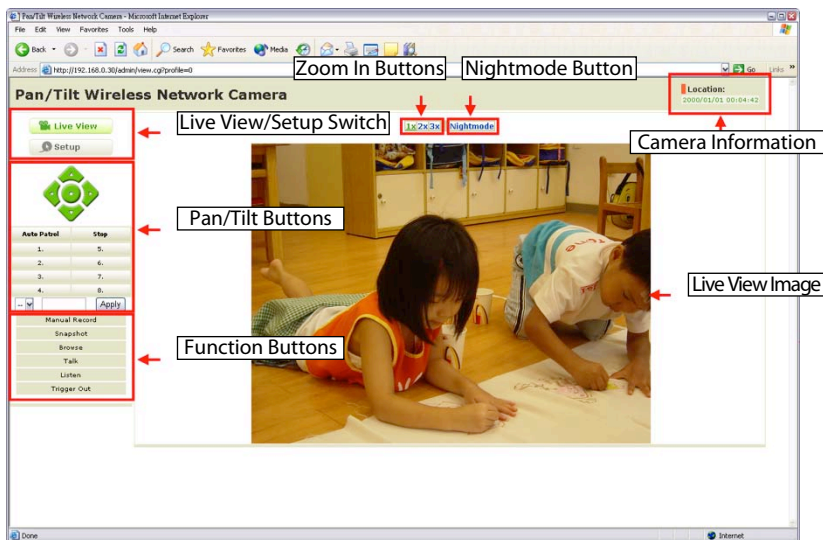 Pan/Tilt Wireless Network Camera - Microsoft Internet Explorer
File Edit View Favorites Tools Help
Back Search Favorites Media
Address http://192.168.0.30/admin/view.cgi?profile=0 Go Links »
Zoom In Buttons Nightmode Button
Pan/Tilt Wireless Network Camera
Location:
2000/01/01 00:04:42
Live View
Setup
Live View/Setup Switch
1x 2x 3x Nightmode
Camera Information
Pan/Tilt Buttons
Auto Patrol Stop
1. 5.
2. 6.
3. 7.
4. 8.
-- Apply
Live View Image
Manual Record
Snapshot
Browse
Talk
Listen
Trigger Out
Function Buttons
Done Internet